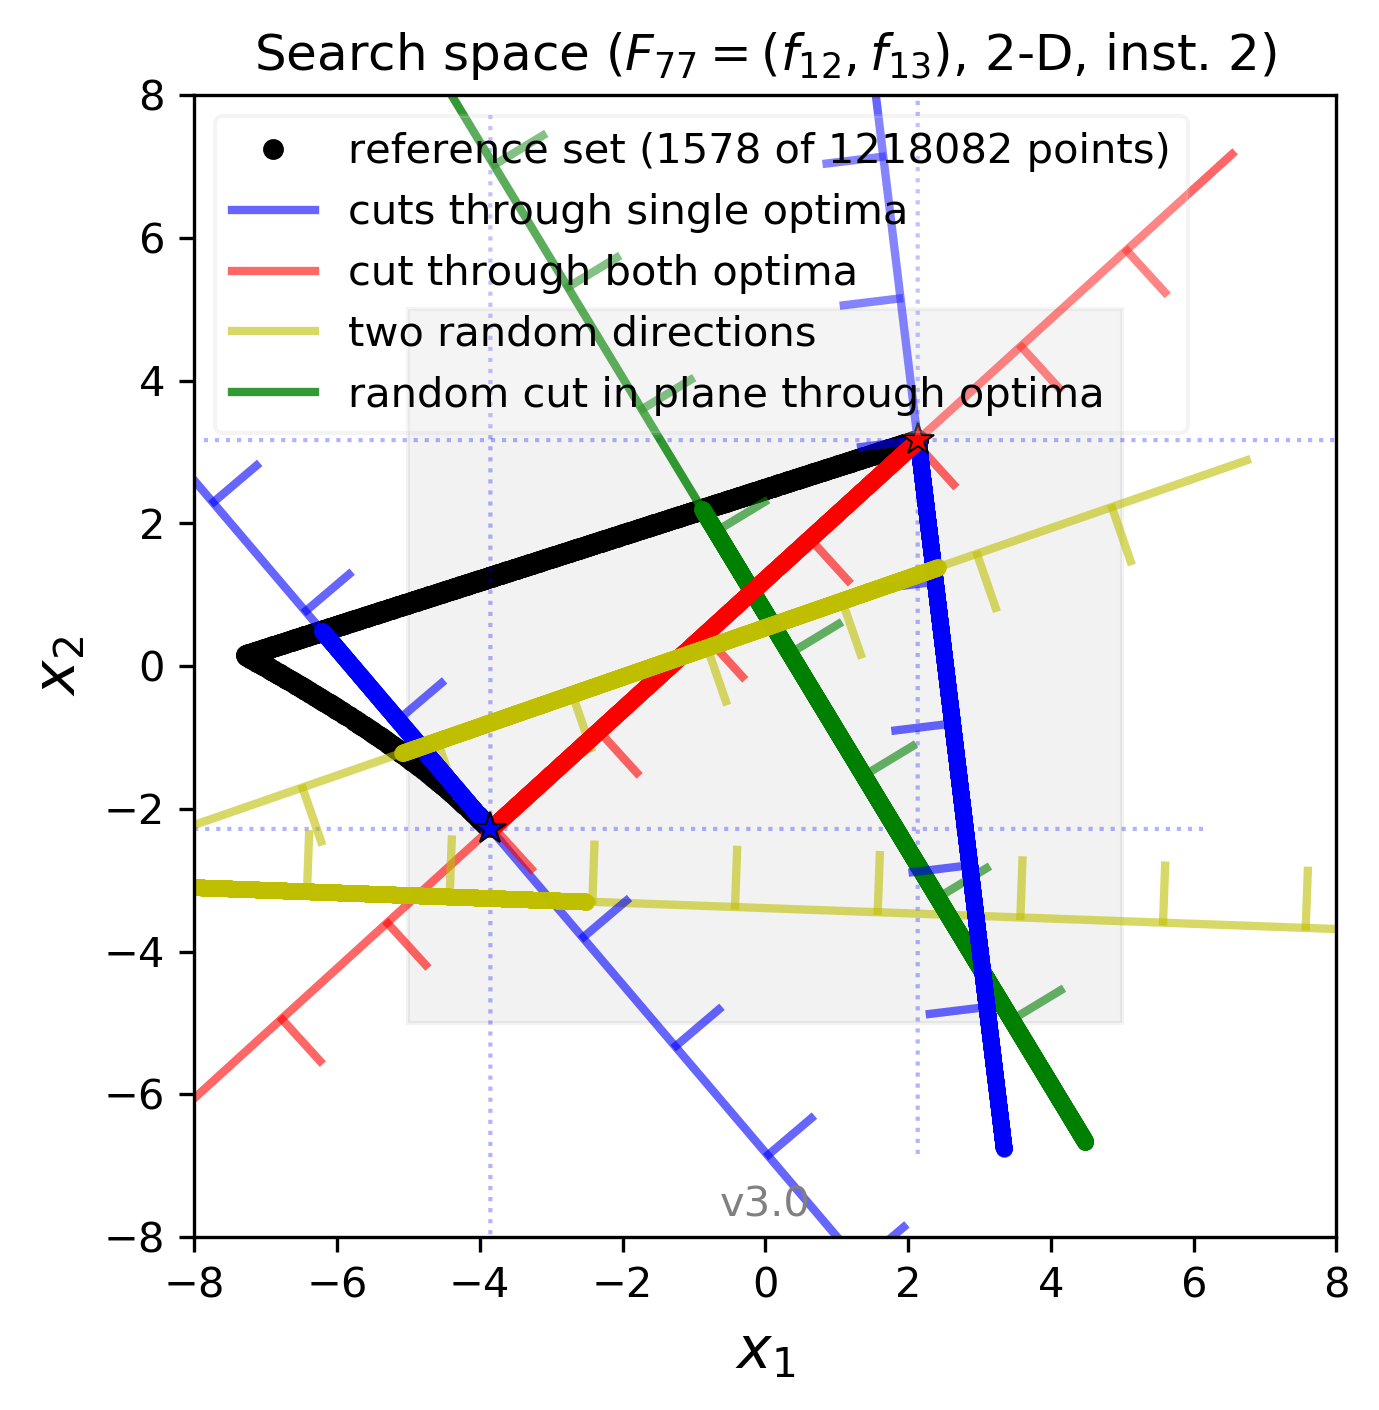 Search space (F77 = (f12, f13), 2-D, inst. 2)
reference set (1578 of 1218082 points)
cuts through single optima
cut through both optima
two random directions
random cut in plane through optima
8
6
4
2
0
−2
−4
−6
−8
x2
v3.0
−8 −6 −4 −2 0 2 4 6 8
x1